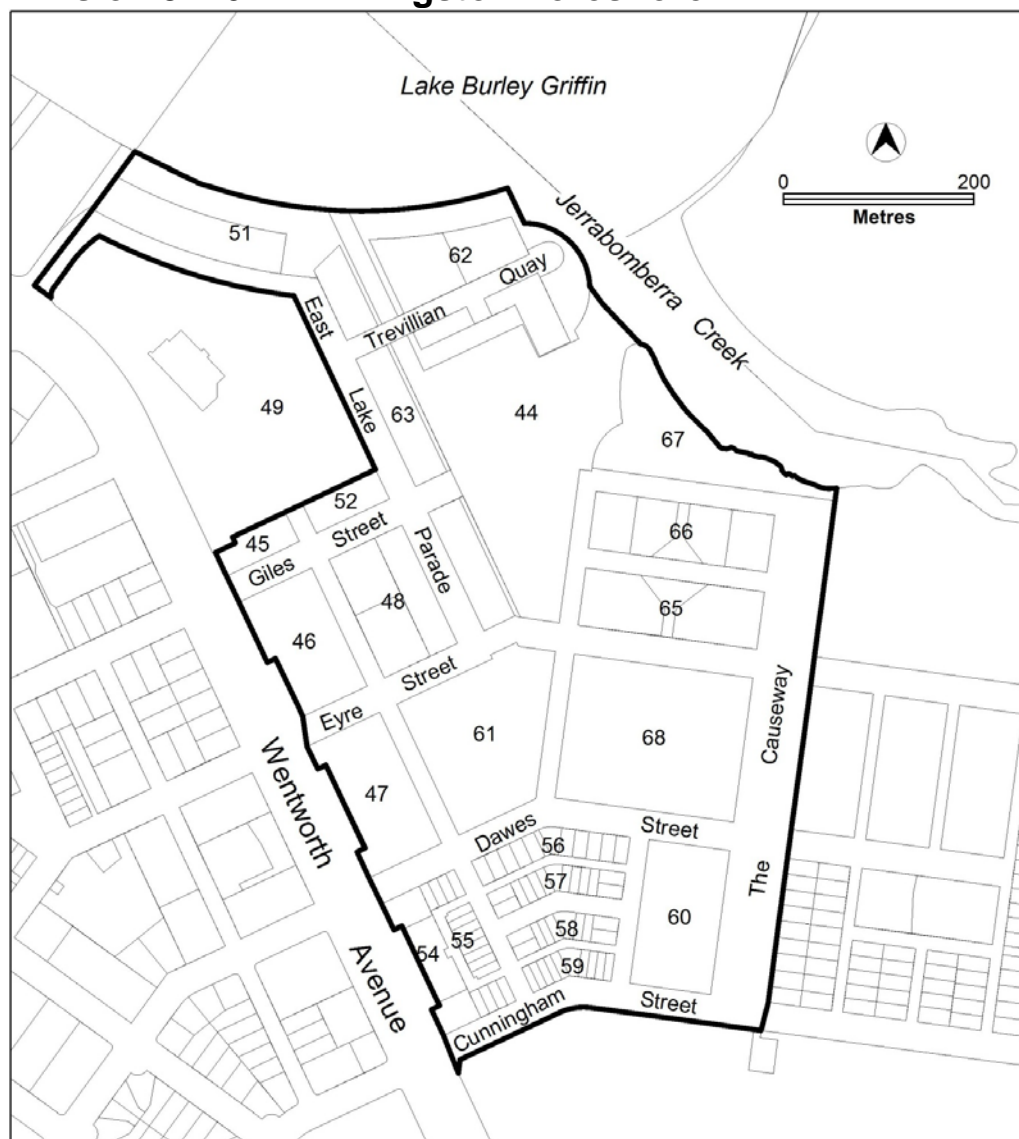 Lake Burley Griffin
0 200
Metres
Jerrabomberra Creek
51
62
Quay
Trevillian
East
Lake
Parade
49
63
44
67
52
45
Giles Street
66
48
65
46
Eyre Street
Causeway
The
61
68
47
Wentworth
Avenue
Dawes Street
56
57
60
58
55
54
59
Cunningham Street